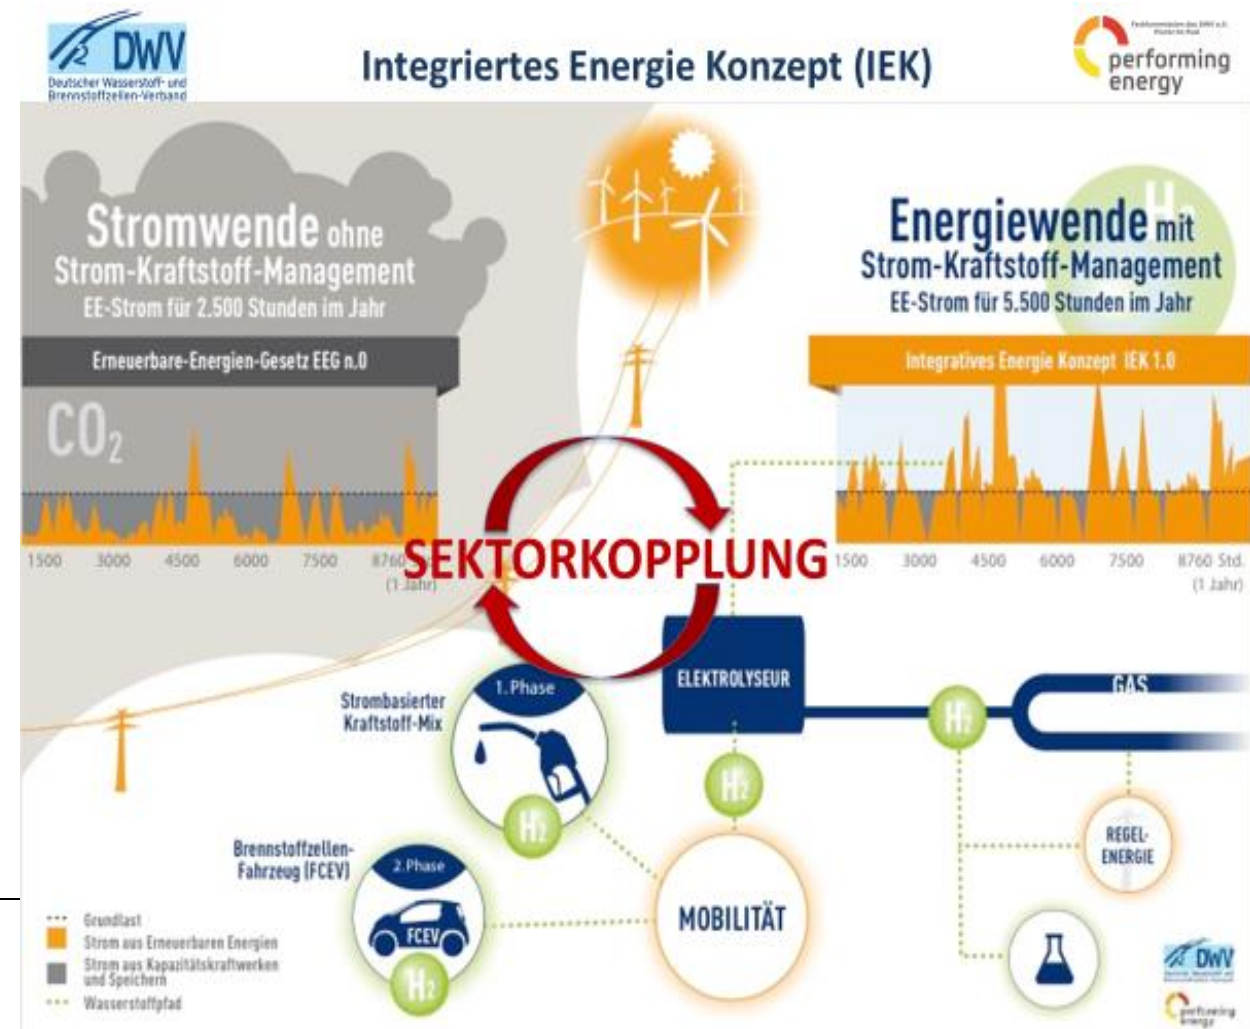 DWV
Deutscher Wasserstoff- und
Brennstoffzellen-Verband
Integriertes Energie Konzept (IEK)
performing
energy
Stromwende ohne
Strom-Kraftstoff-Management
EE-Strom für 2.500 Stunden im Jahr
Erneuerbare-Energien-Gesetz EEG n.0
CO₂
1500 3000 4500 6000 7500 8760
(1 Jahr)
H₂
Energiewende mit
Strom-Kraftstoff-Management
EE-Strom für 5.500 Stunden im Jahr
Integratives Energie Konzept IEK 1.0
1500 3000 4500 6000 7500 8760 Std.
(1 Jahr)
SEKTORKOPPLUNG
ELEKTROLYSEUR
GAS
H₂
H₂
Strombasierter
Kraftstoff-Mix
1. Phase
H₂
Brennstoffzellen-
Fahrzeug (FCEV)
2. Phase
FCEV
H₂
MOBILITÄT
REGEL-
ENERGIE
Grundlast
Strom aus Erneuerbaren Energien
Strom aus Kapazitätskraftwerken
und Speichern
Wasserstoffpfad
DWV
performing
energy